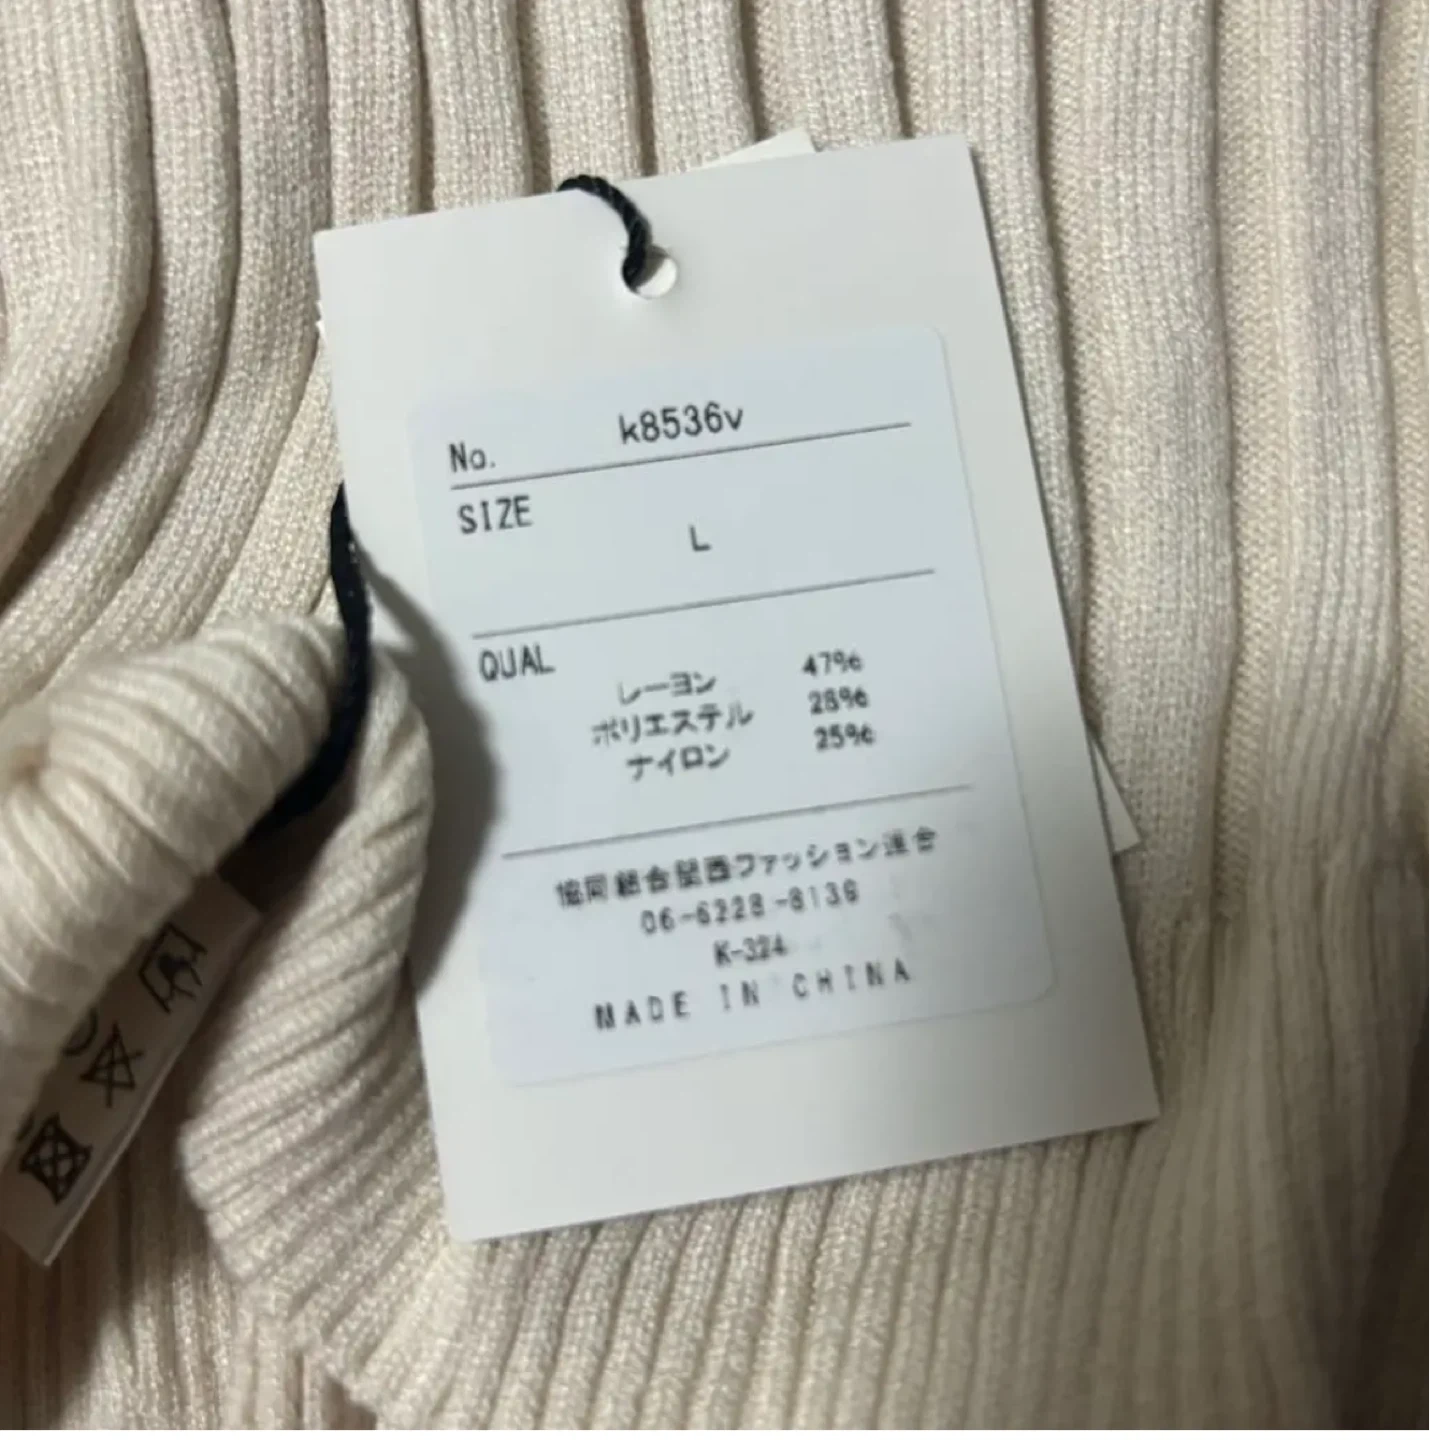 No. k8536v
SIZE
L
QUAL
レーヨン 47%
ポリエステル 28%
ナイロン 25%
協同組合関西ファッション連合
06-6228-8136
K-324
MADE IN CHINA